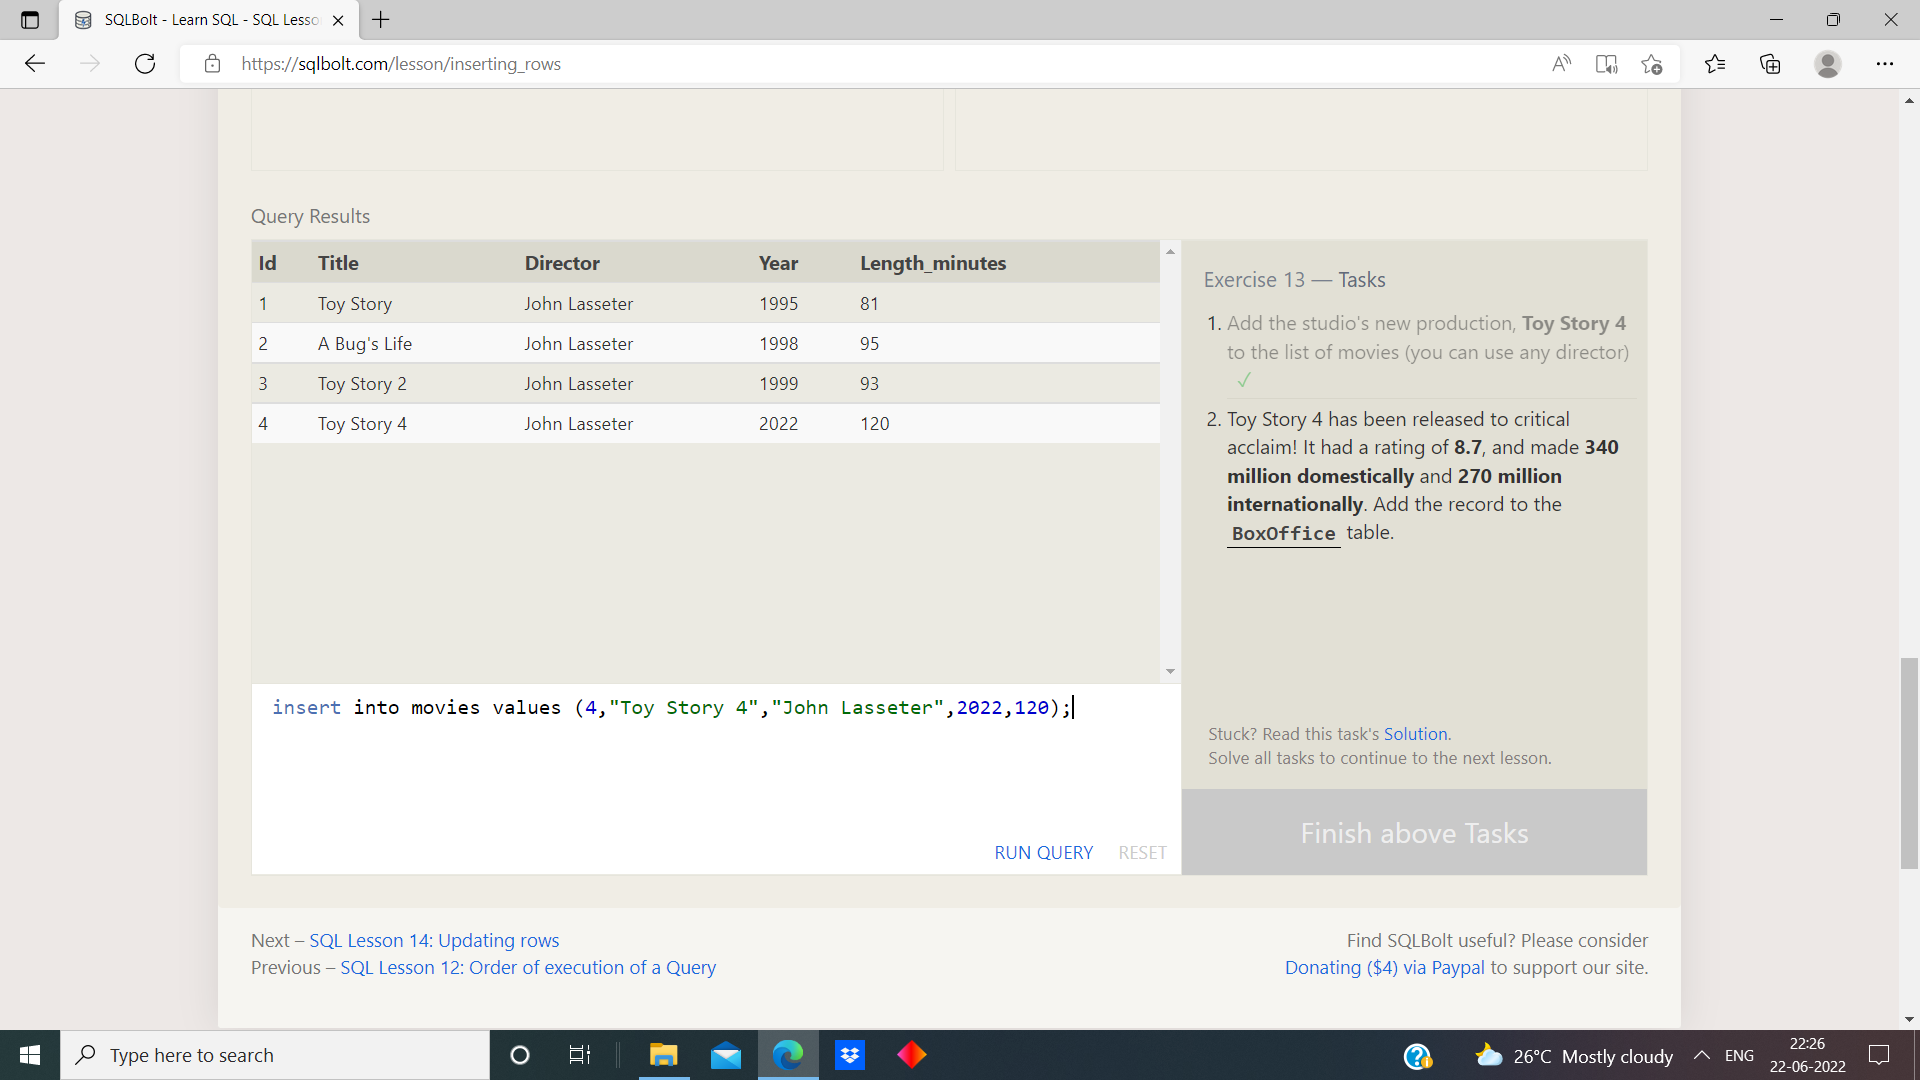 SQLBolt - Learn SQL - SQL Lesso
https://sqlbolt.com/lesson/inserting_rows
Query Results
Id Title Director Year Length_minutes
1 Toy Story John Lasseter 1995 81
2 A Bug's Life John Lasseter 1998 95
3 Toy Story 2 John Lasseter 1999 93
4 Toy Story 4 John Lasseter 2022 120
insert into movies values (4,"Toy Story 4","John Lasseter",2022,120);
RUN QUERY RESET
Exercise 13 — Tasks
1. Add the studio's new production, Toy Story 4
to the list of movies (you can use any director)
✓
2. Toy Story 4 has been released to critical
acclaim! It had a rating of 8.7, and made 340
million domestically and 270 million
internationally. Add the record to the
BoxOffice table.
Stuck? Read this task's Solution.
Solve all tasks to continue to the next lesson.
Finish above Tasks
Next – SQL Lesson 14: Updating rows
Previous – SQL Lesson 12: Order of execution of a Query
Find SQLBolt useful? Please consider
Donating ($4) via Paypal to support our site.
Type here to search
26°C Mostly cloudy
ENG
22:26
22-06-2022